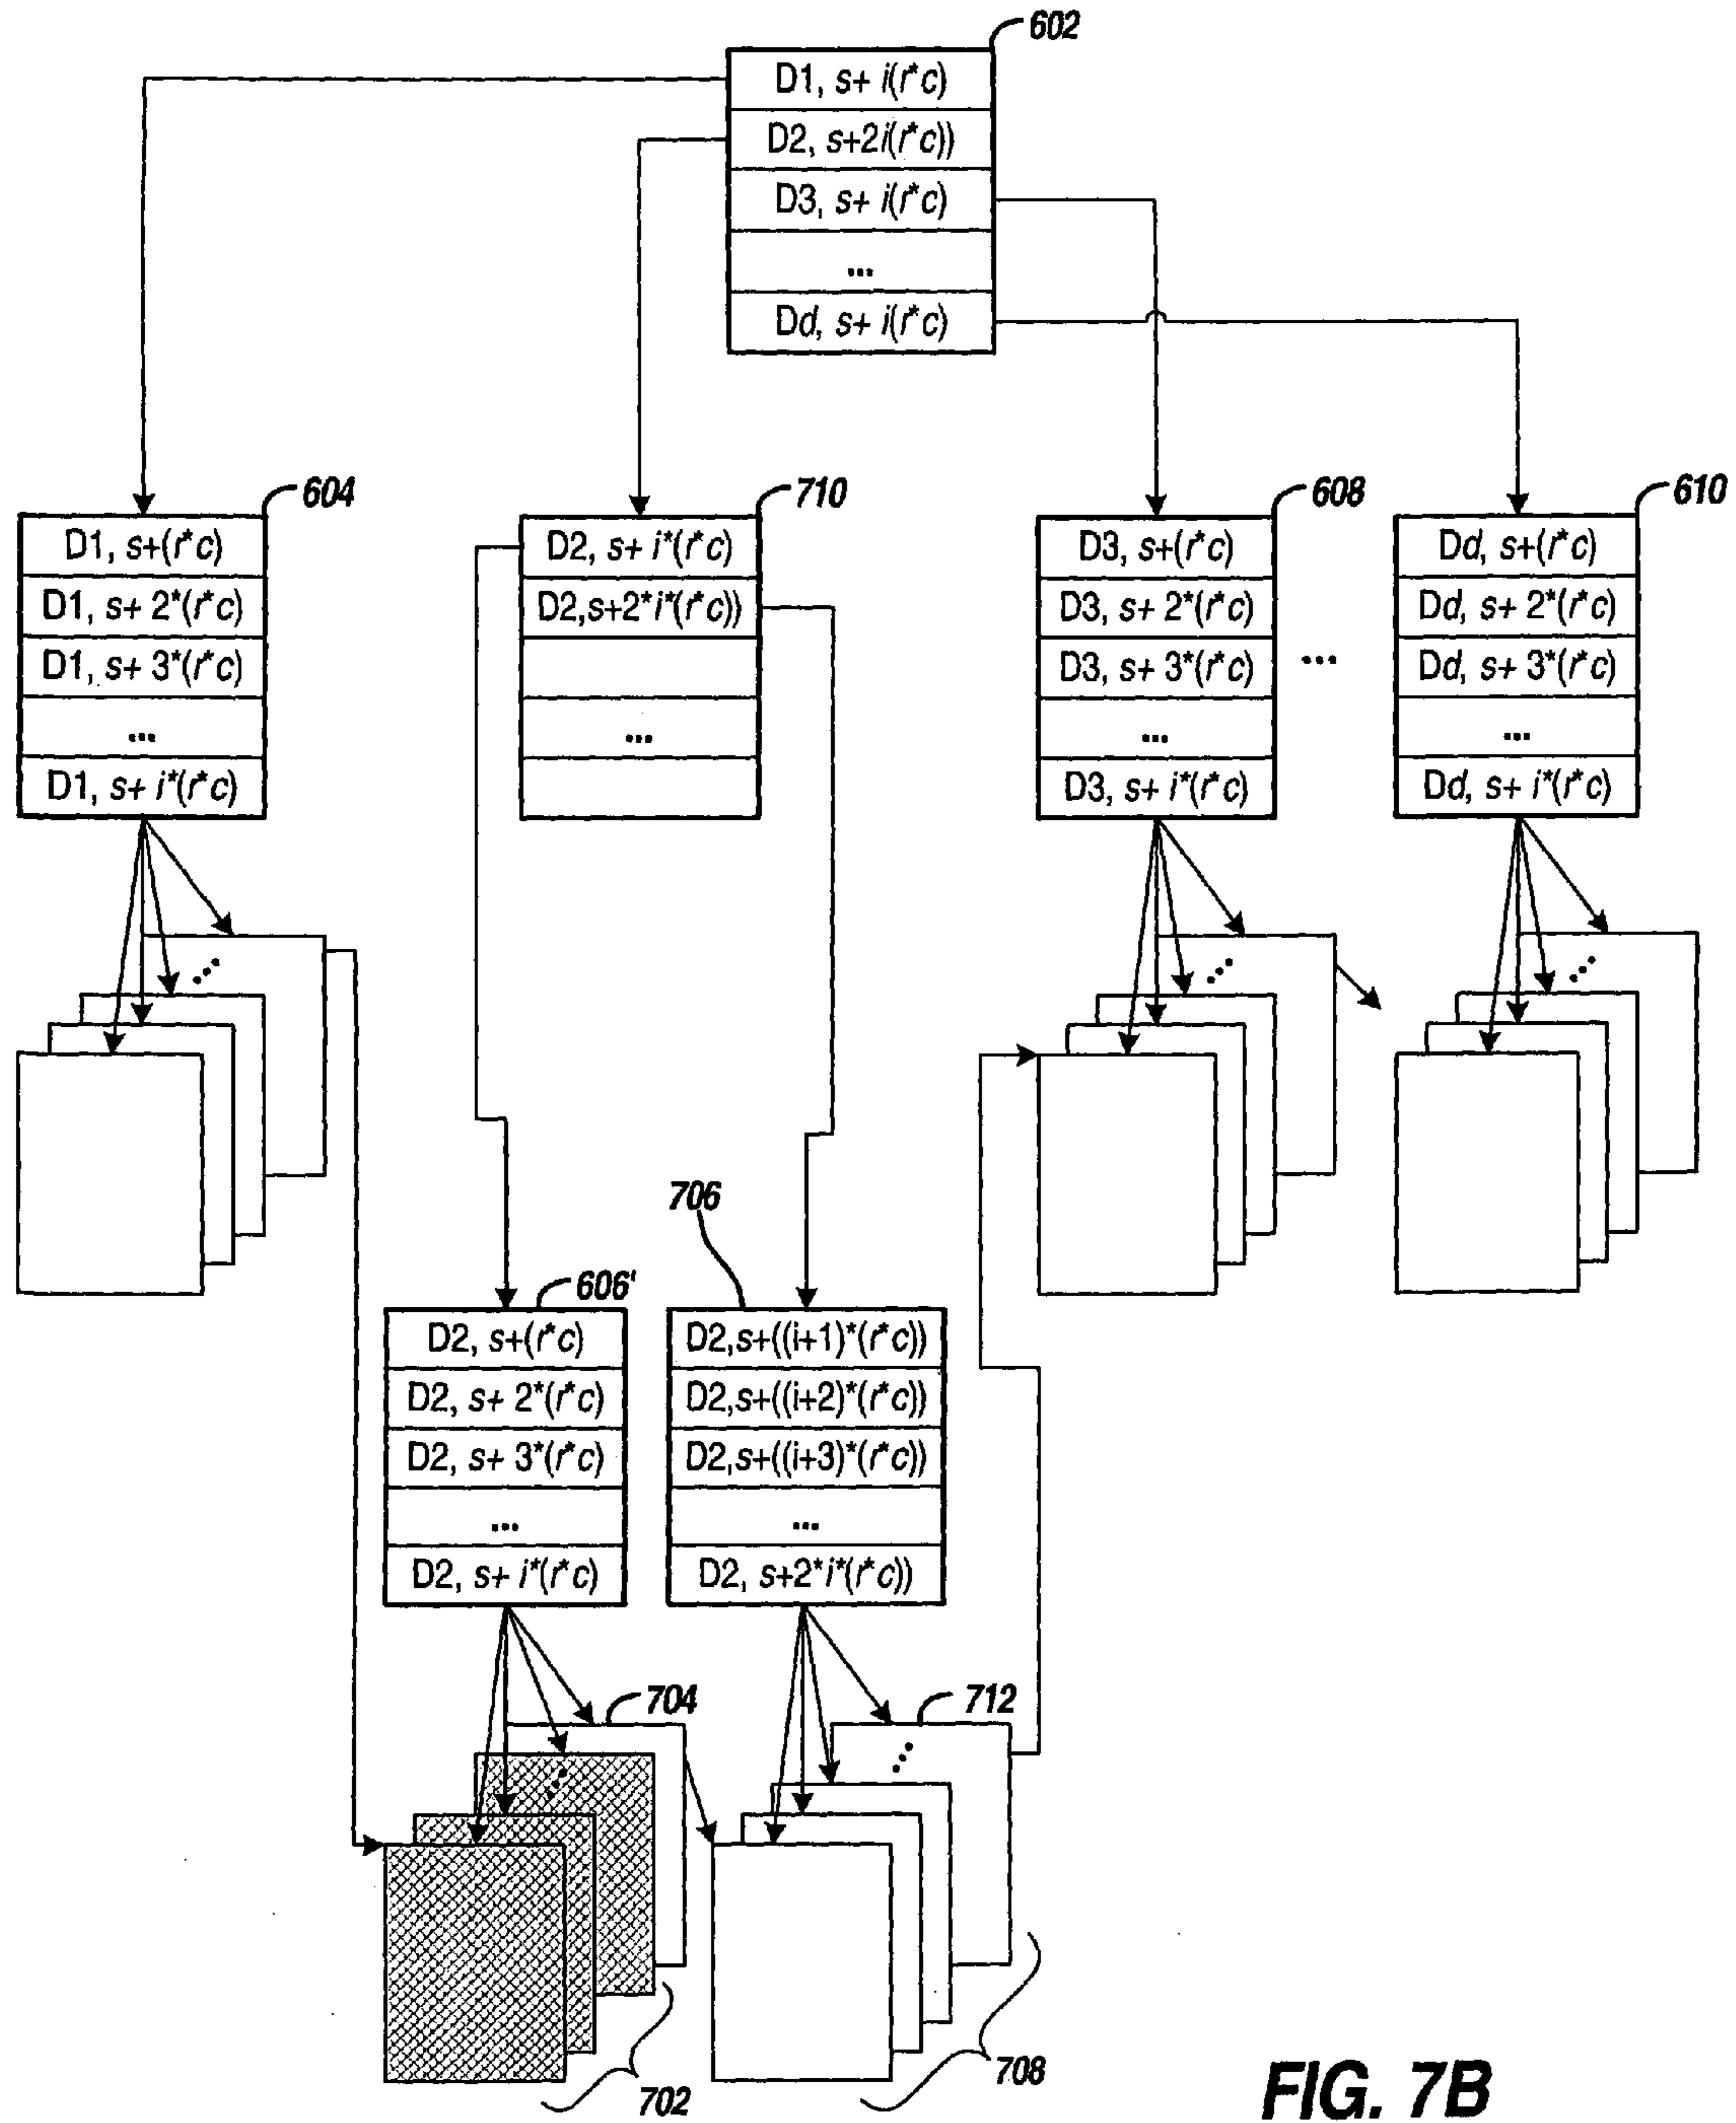 602
D1, s+ i(r*c)
D2, s+2i(r*c))
D3, s+ i(r*c)
...
Dd, s+ i(r*c)
604
D1, s+(r*c)
D1, s+ 2*(r*c)
D1, s+ 3*(r*c)
...
D1, s+ i*(r*c)
710
D2, s+ i*(r*c)
D2,s+2*i*(r*c))
...
608
D3, s+(r*c)
D3, s+ 2*(r*c)
D3, s+ 3*(r*c)
...
D3, s+ i*(r*c)
...
610
Dd, s+(r*c)
Dd, s+ 2*(r*c)
Dd, s+ 3*(r*c)
...
Dd, s+ i*(r*c)
...
...
...
606'
D2, s+(r*c)
D2, s+ 2*(r*c)
D2, s+ 3*(r*c)
...
D2, s+ i*(r*c)
706
D2,s+((i+1)*(r*c))
D2,s+((i+2)*(r*c))
D2,s+((i+3)*(r*c))
...
D2, s+2*i*(r*c))
704
...
712
...
702
708
FIG. 7B